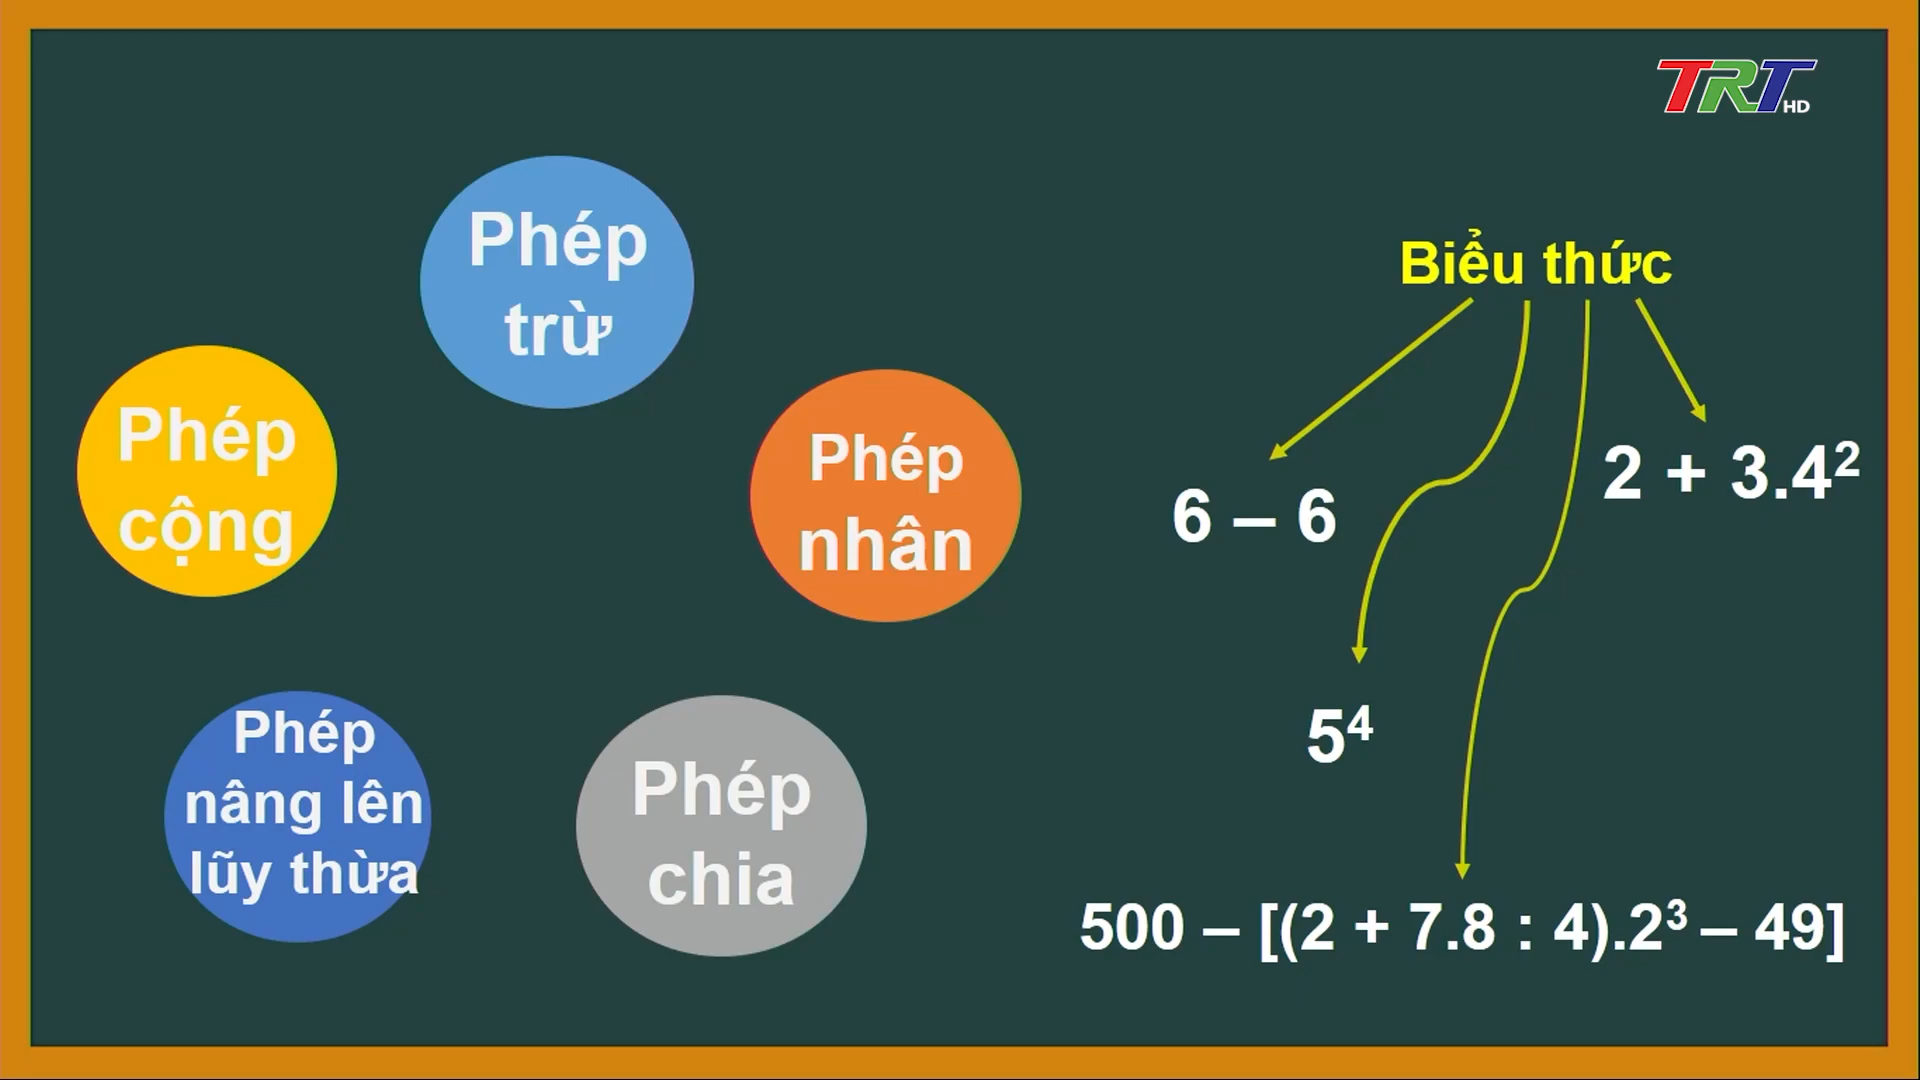 TRT HD
Phép
trừ
Phép
cộng
Phép
nhân
Phép
nâng lên
lũy thừa
Phép
chia
Biểu thức
6 – 6
2 + 3.4²
5⁴
500 – [(2 + 7.8 : 4).2³ – 49]